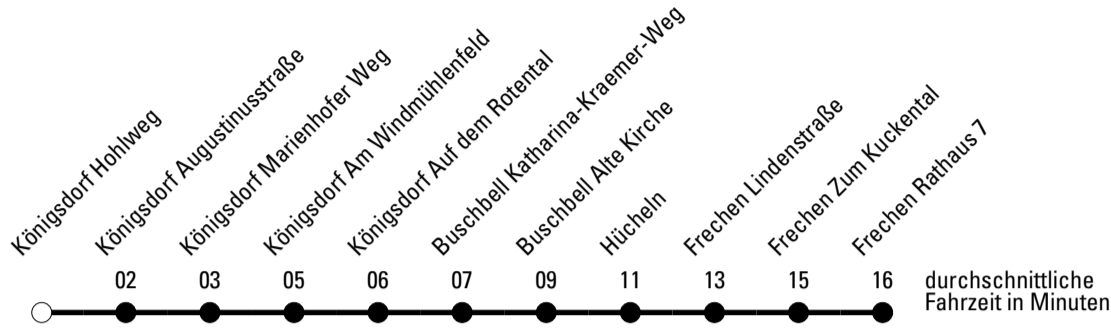 Königsdorf Hohlweg
Königsdorf Augustinusstraße
Königsdorf Marienhofer Weg
Königsdorf Am Windmühlenfeld
Königsdorf Auf dem Rotental
Buschbell Katharina-Kraemer-Weg
Buschbell Alte Kirche
Hücheln
Frechen Lindenstraße
Frechen Zum Kuckental
Frechen Rathaus 7
02 03 05 06 07 09 11 13 15 16
durchschnittliche
Fahrzeit in Minuten